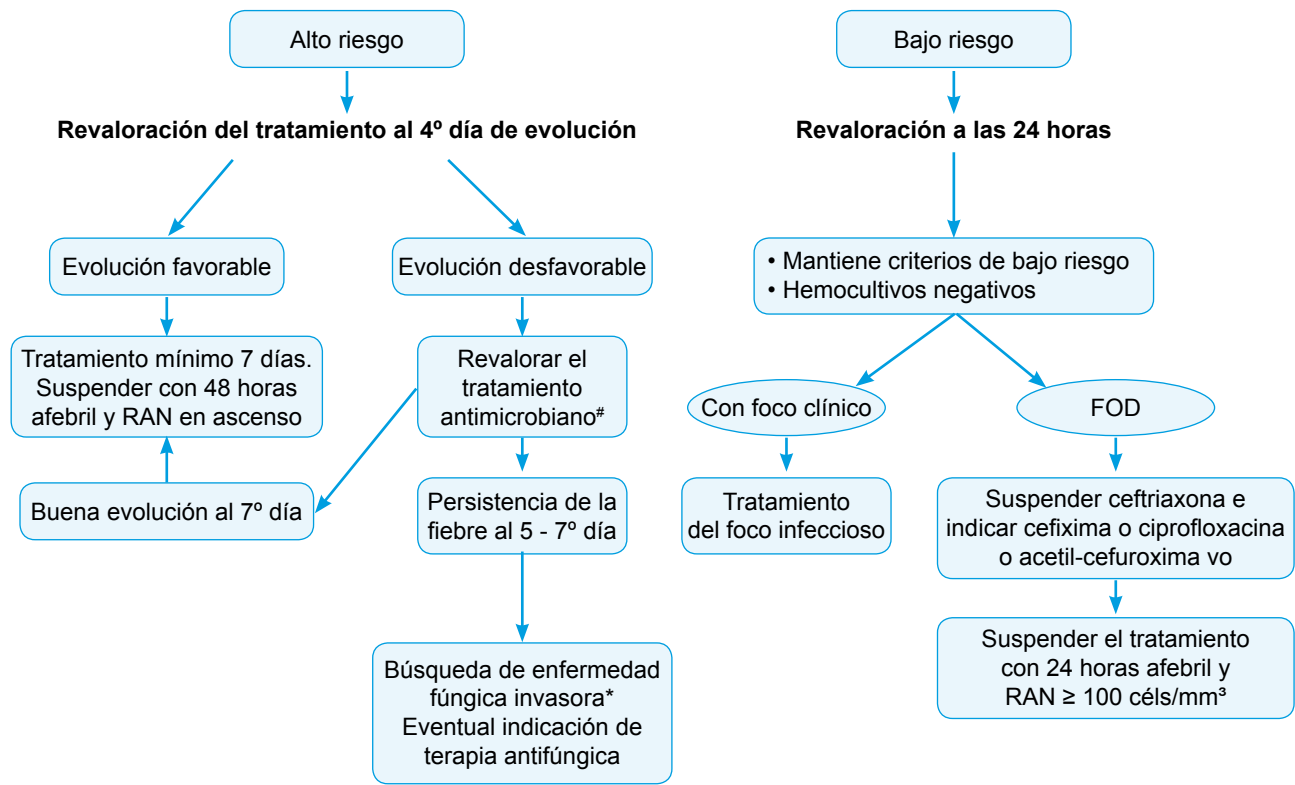 Alto riesgo
Revaloración del tratamiento al 4º día de evolución
Evolución favorable
Tratamiento mínimo 7 días.
Suspender con 48 horas
afebril y RAN en ascenso
Buena evolución al 7º día
Evolución desfavorable
Revalorar el
tratamiento
antimicrobiano#
Persistencia de la
fiebre al 5 - 7º día
Búsqueda de enfermedad
fúngica invasora*
Eventual indicación de
terapia antifúngica
Bajo riesgo
Revaloración a las 24 horas
• Mantiene criterios de bajo riesgo
• Hemocultivos negativos
Con foco clínico
Tratamiento
del foco infeccioso
FOD
Suspender ceftriaxona e
indicar cefixima o ciprofloxacina
o acetil-cefuroxima vo
Suspender el tratamiento
con 24 horas afebril y
RAN ≥ 100 céls/mm³